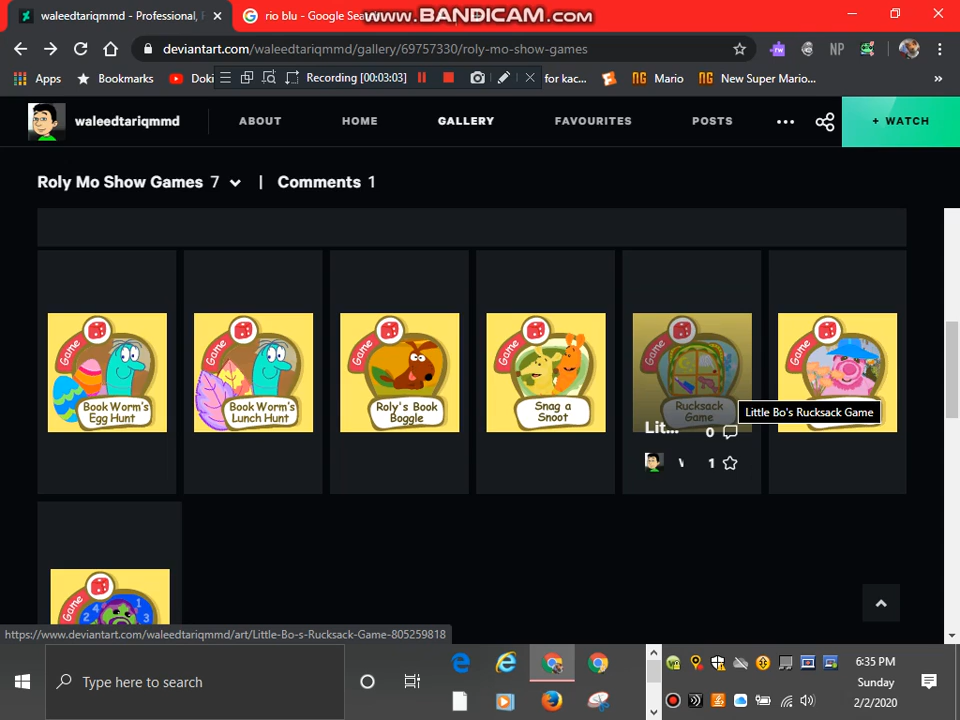 waleedtariqmmd - Professional,
rio blu - Google Sea
www.BANDICAM.com
deviantart.com/waleedtariqmmd/gallery/69757330/roly-mo-show-games
Apps
Bookmarks
Doki
Recording [00:03:03]
for kac...
Mario
New Super Mario...
»
waleedtariqmmd
ABOUT
HOME
GALLERY
FAVOURITES
POSTS
+ WATCH
Roly Mo Show Games 7 | Comments 1
Game
Book Worm's
Egg Hunt
Game
Book Worm's
Lunch Hunt
Game
Roly's Book
Boggle
Game
Snag a
Snoot
Game
Rucksack
Game
Lit...
0
1
Game
Little Bo's Rucksack Game
Game
https://www.deviantart.com/waleedtariqmmd/art/Little-Bo-s-Rucksack-Game-805259818
Type here to search
6:35 PM
Sunday
2/2/2020